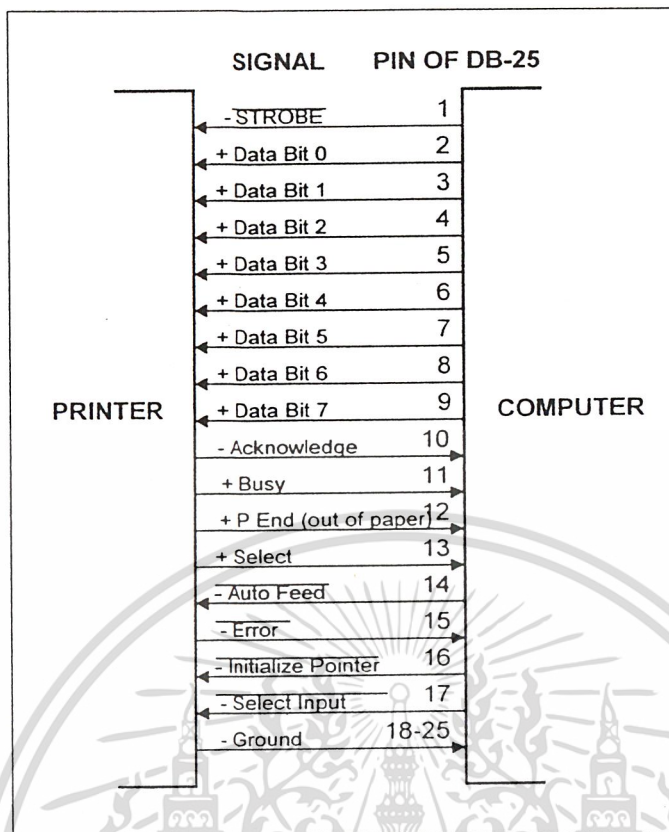 SIGNAL PIN OF DB-25
- STROBE 1
+ Data Bit 0 2
+ Data Bit 1 3
+ Data Bit 2 4
+ Data Bit 3 5
+ Data Bit 4 6
+ Data Bit 5 7
+ Data Bit 6 8
+ Data Bit 7 9
PRINTER COMPUTER
- Acknowledge 10
+ Busy 11
+ P End (out of paper) 12
+ Select 13
- Auto Feed 14
- Error 15
- Initialize Pointer 16
- Select Input 17
- Ground 18-25